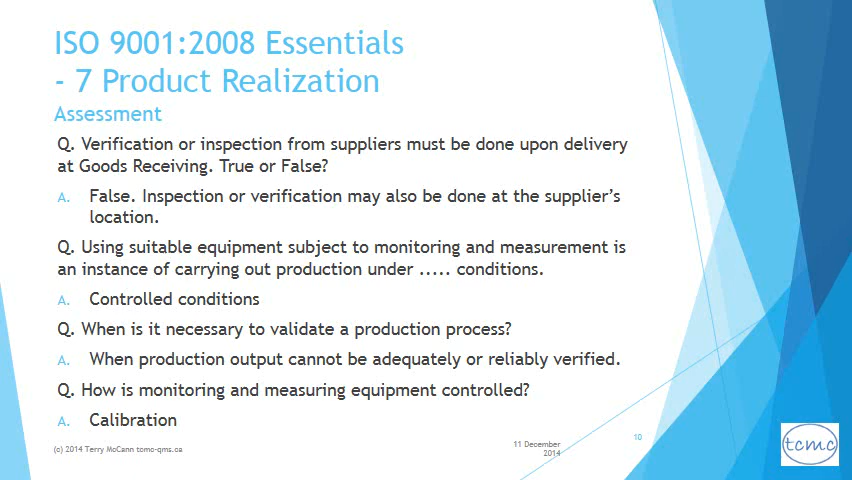 ISO 9001:2008 Essentials
- 7 Product Realization
Assessment
Q. Verification or inspection from suppliers must be done upon delivery
at Goods Receiving. True or False?
A. False. Inspection or verification may also be done at the supplier's
location.
Q. Using suitable equipment subject to monitoring and measurement is
an instance of carrying out production under ..... conditions.
A. Controlled conditions
Q. When is it necessary to validate a production process?
A. When production output cannot be adequately or reliably verified.
Q. How is monitoring and measuring equipment controlled?
A. Calibration
(c) 2014 Terry McCann tcmc-qms.ca
11 December
2014
10
tcmc